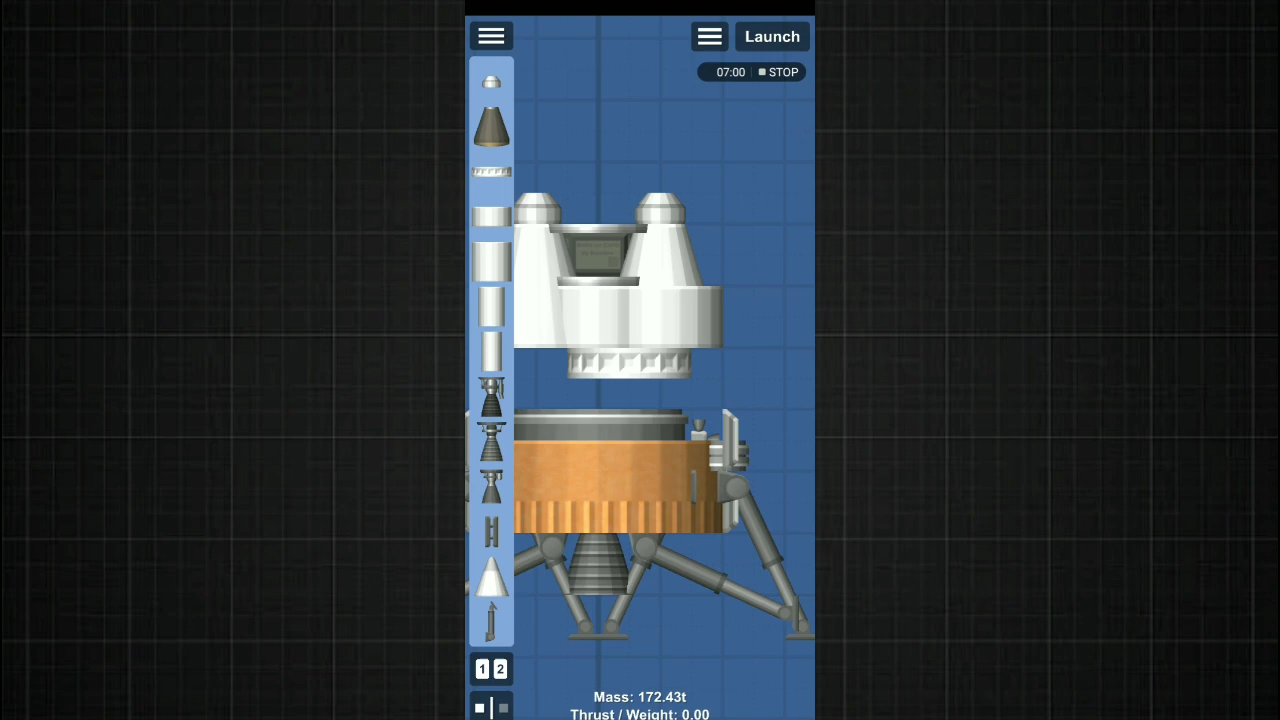 Launch
07:00 STOP
1 2
Mass: 172.43t
Thrust / Weight: 0.00